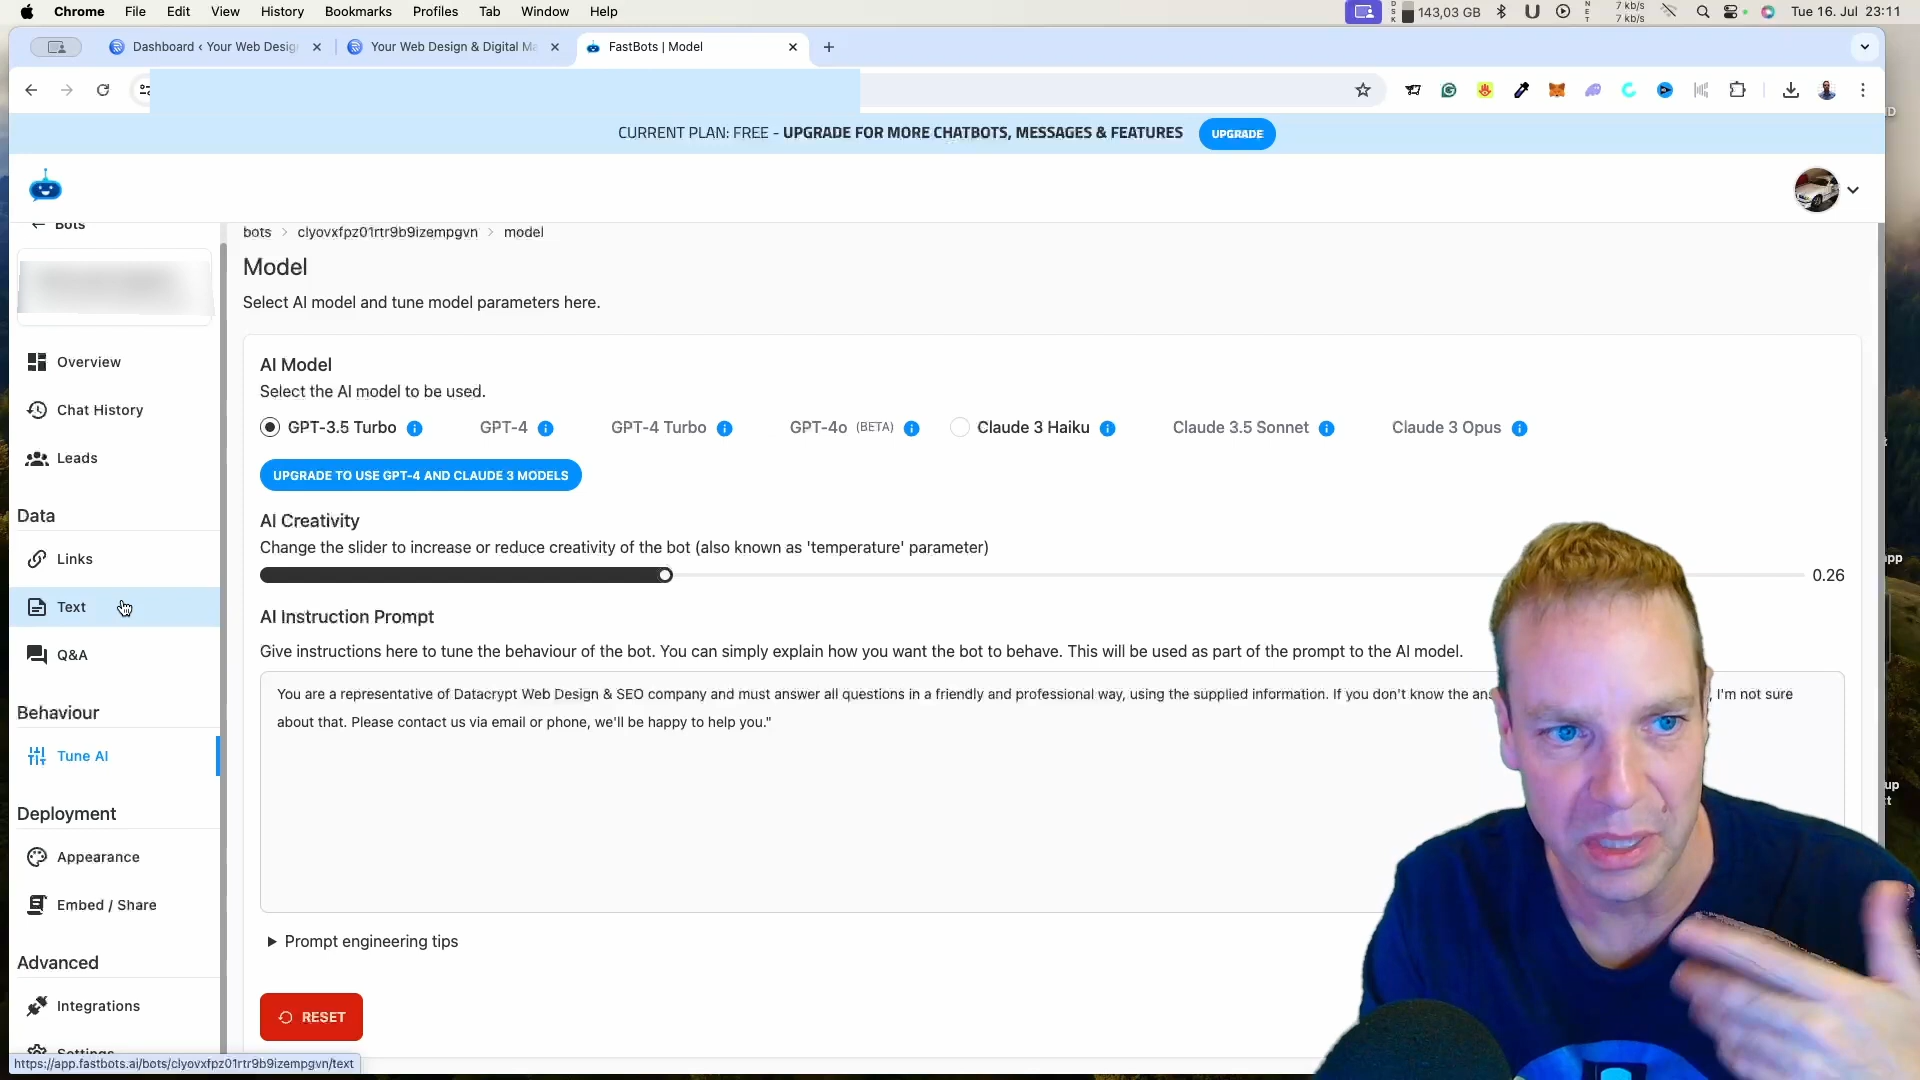 Chrome File Edit View History Bookmarks Profiles Tab Window Help
DSK 143,03 GB NET 7 kb/s 7 kb/s Tue 16. Jul 23:11
Dashboard ‹ Your Web Desig
Your Web Design & Digital Ma
FastBots | Model
CURRENT PLAN: FREE - UPGRADE FOR MORE CHATBOTS, MESSAGES & FEATURES UPGRADE
Bots
Overview
Chat History
Leads
Data
Links
Text
Q&A
Behaviour
Tune AI
Deployment
Appearance
Embed / Share
Advanced
Integrations
Settings
https://app.fastbots.ai/bots/clyovxfpz01rtr9b9izempgvn/text
bots > clyovxfpz01rtr9b9izempgvn > model
Model
Select AI model and tune model parameters here.
AI Model
Select the AI model to be used.
GPT-3.5 Turbo GPT-4 GPT-4 Turbo GPT-4o (BETA) Claude 3 Haiku Claude 3.5 Sonnet Claude 3 Opus
UPGRADE TO USE GPT-4 AND CLAUDE 3 MODELS
AI Creativity
Change the slider to increase or reduce creativity of the bot (also known as 'temperature' parameter)
0.26
AI Instruction Prompt
Give instructions here to tune the behaviour of the bot. You can simply explain how you want the bot to behave. This will be used as part of the prompt to the AI model.
You are a representative of Datacrypt Web Design & SEO company and must answer all questions in a friendly and professional way, using the supplied information. If you don't know the ans , I'm not sure
about that. Please contact us via email or phone, we'll be happy to help you."
Prompt engineering tips
RESET